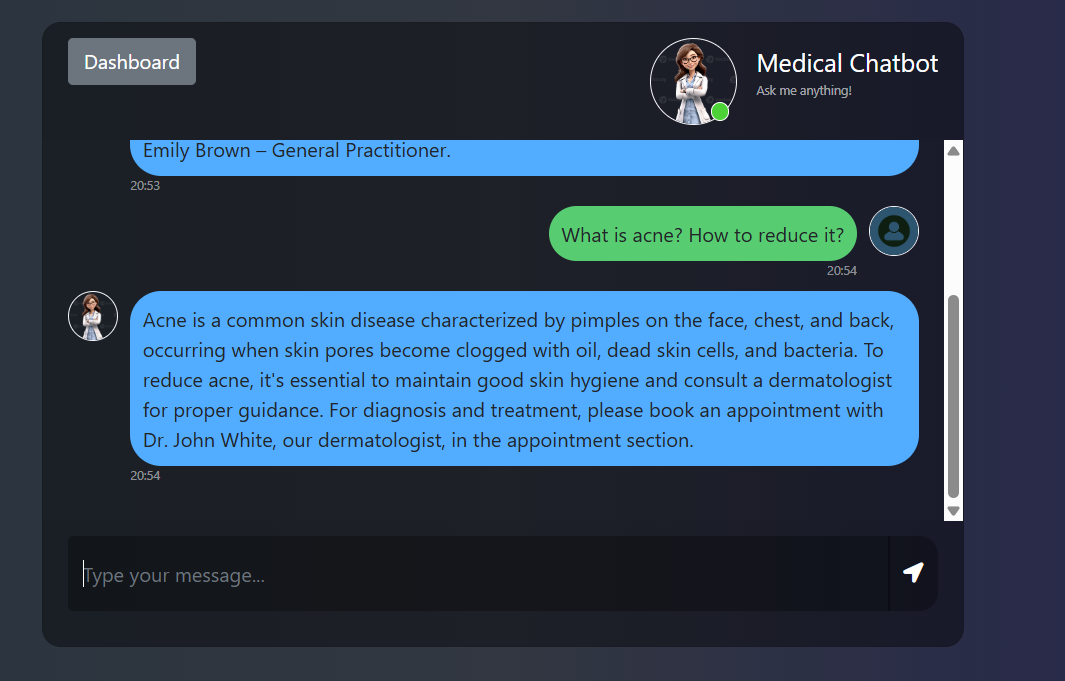 Dashboard
Medical Chatbot
Ask me anything!
Emily Brown – General Practitioner.
20:53
What is acne? How to reduce it?
20:54
Acne is a common skin disease characterized by pimples on the face, chest, and back,
occurring when skin pores become clogged with oil, dead skin cells, and bacteria. To
reduce acne, it's essential to maintain good skin hygiene and consult a dermatologist
for proper guidance. For diagnosis and treatment, please book an appointment with
Dr. John White, our dermatologist, in the appointment section.
20:54
Type your message...